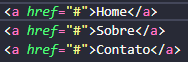 <a href="#">Home</a>
<a href="#">Sobre</a>
<a href="#">Contato</a>